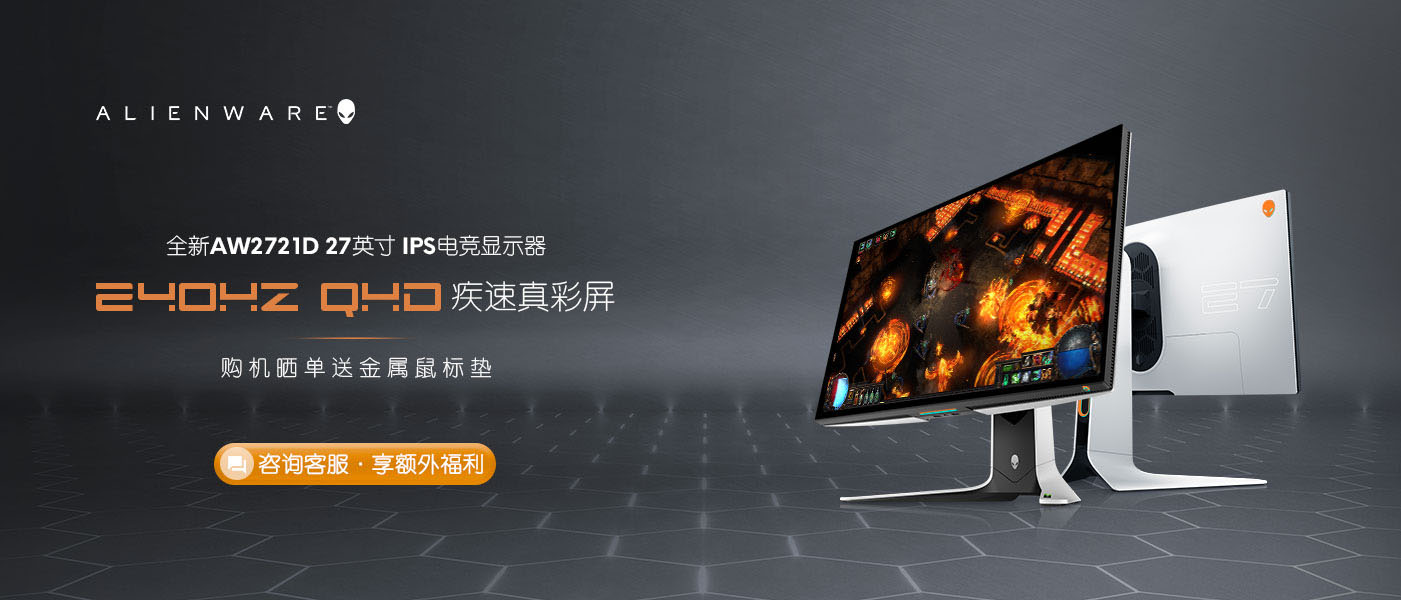 ALIENWARE™
全新AW2721D 27英寸 IPS电竞显示器
240HZ QHD 疾速真彩屏
购机晒单送金属鼠标垫
咨询客服·享额外福利
27